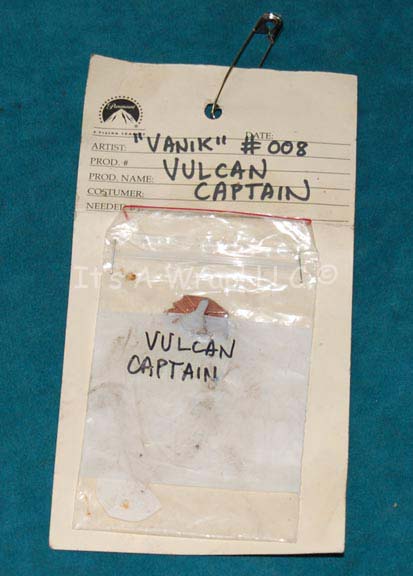 Paramount
DATE:
ARTIST: "VANIK" #008
PROD. # VULCAN
PROD. NAME: CAPTAIN
COSTUMER:
NEEDED
It's A Wrap LLC©
VULCAN
CAPTAIN